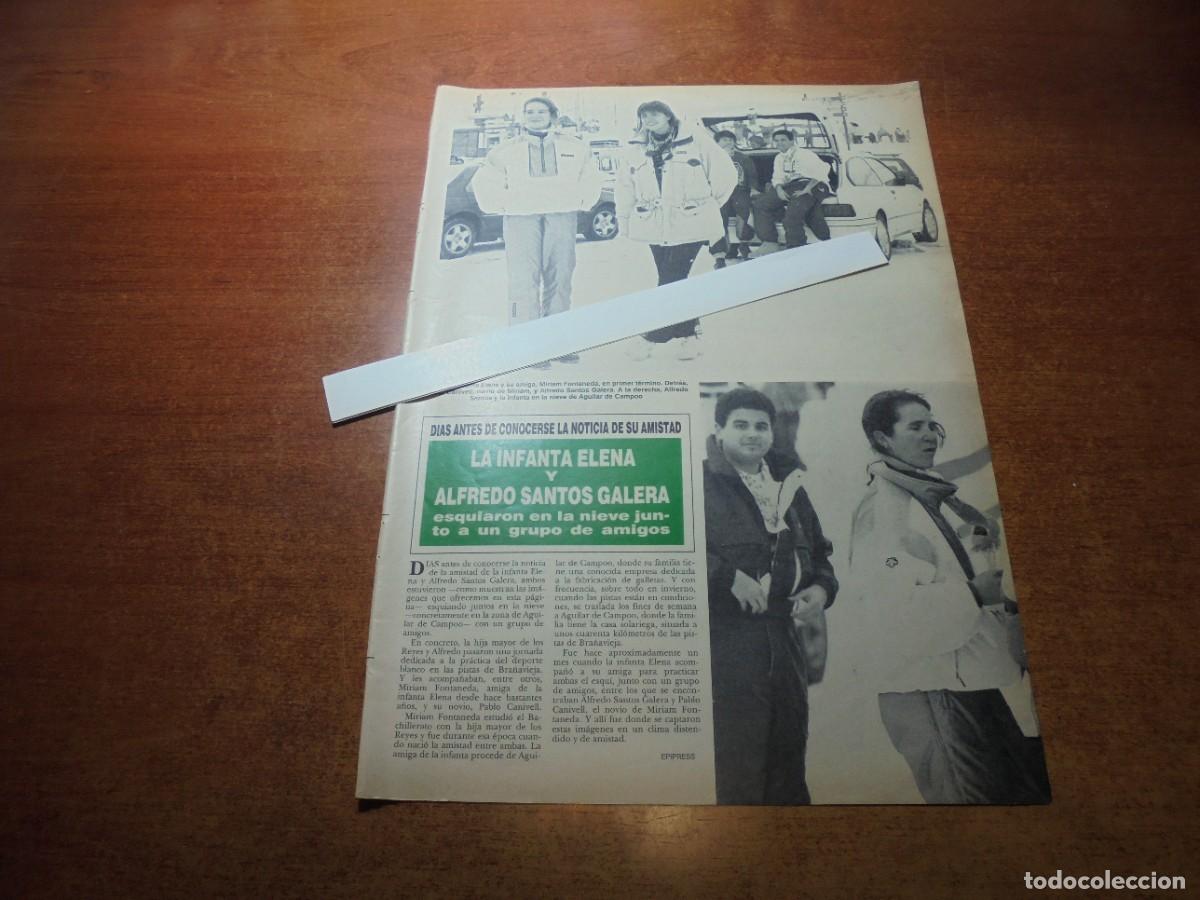 Elena y su amiga, Miriam Fontaneda, en primer término. Detrás,
Canivell, novio de Miriam, y Alfredo Santos Galera. A la derecha, Alfredo
Santos y la infanta en la nieve de Aguilar de Campoo
DIAS ANTES DE CONOCERSE LA NOTICIA DE SU AMISTAD
LA INFANTA ELENA
Y
ALFREDO SANTOS GALERA
esquiaron en la nieve jun-
to a un grupo de amigos
DIAS antes de conocerse la noticia
de la amistad de la infanta Ele-
na y Alfredo Santos Galera, ambos
estuvieron —como muestran las imá-
genes que ofrecemos en esta pági-
na— esquiando juntos en la nieve
—concretamente en la zona de Agui-
lar de Campoo— con un grupo de
amigos.
En concreto, la hija mayor de los
Reyes y Alfredo pasaron una jornada
dedicada a la práctica del deporte
blanco en las pistas de Brañavieja.
Y les acompañaban, entre otros,
Miriam Fontaneda, amiga de la
infanta Elena desde hace bastantes
años, y su novio, Pablo Canivell.
Miriam Fontaneda estudió el Ba-
chillerato con la hija mayor de los
Reyes y fue durante esa época cuan-
do nació la amistad entre ambas. La
amiga de la infanta procede de Agui-
lar de Campoo, donde su familia tie-
ne una conocida empresa dedicada
a la fabricación de galletas. Y con
frecuencia, sobre todo en invierno,
cuando las pistas están en condicio-
nes, se traslada los fines de semana
a Aguilar de Campoo, donde la fami-
lia tiene la casa solariega, situada a
unos cuarenta kilómetros de las pis-
tas de Brañavieja.
Fue hace aproximadamente un
mes cuando la infanta Elena acom-
pañó a su amiga para practicar
ambas el esquí, junto con un grupo
de amigos, entre los que se encon-
traban Alfredo Santos Galera y Pablo
Canivell, el novio de Miriam Fon-
taneda. Y allí fue donde se captaron
estas imágenes en un clima disten-
dido y de amistad.
EPIPRESS
todocoleccion